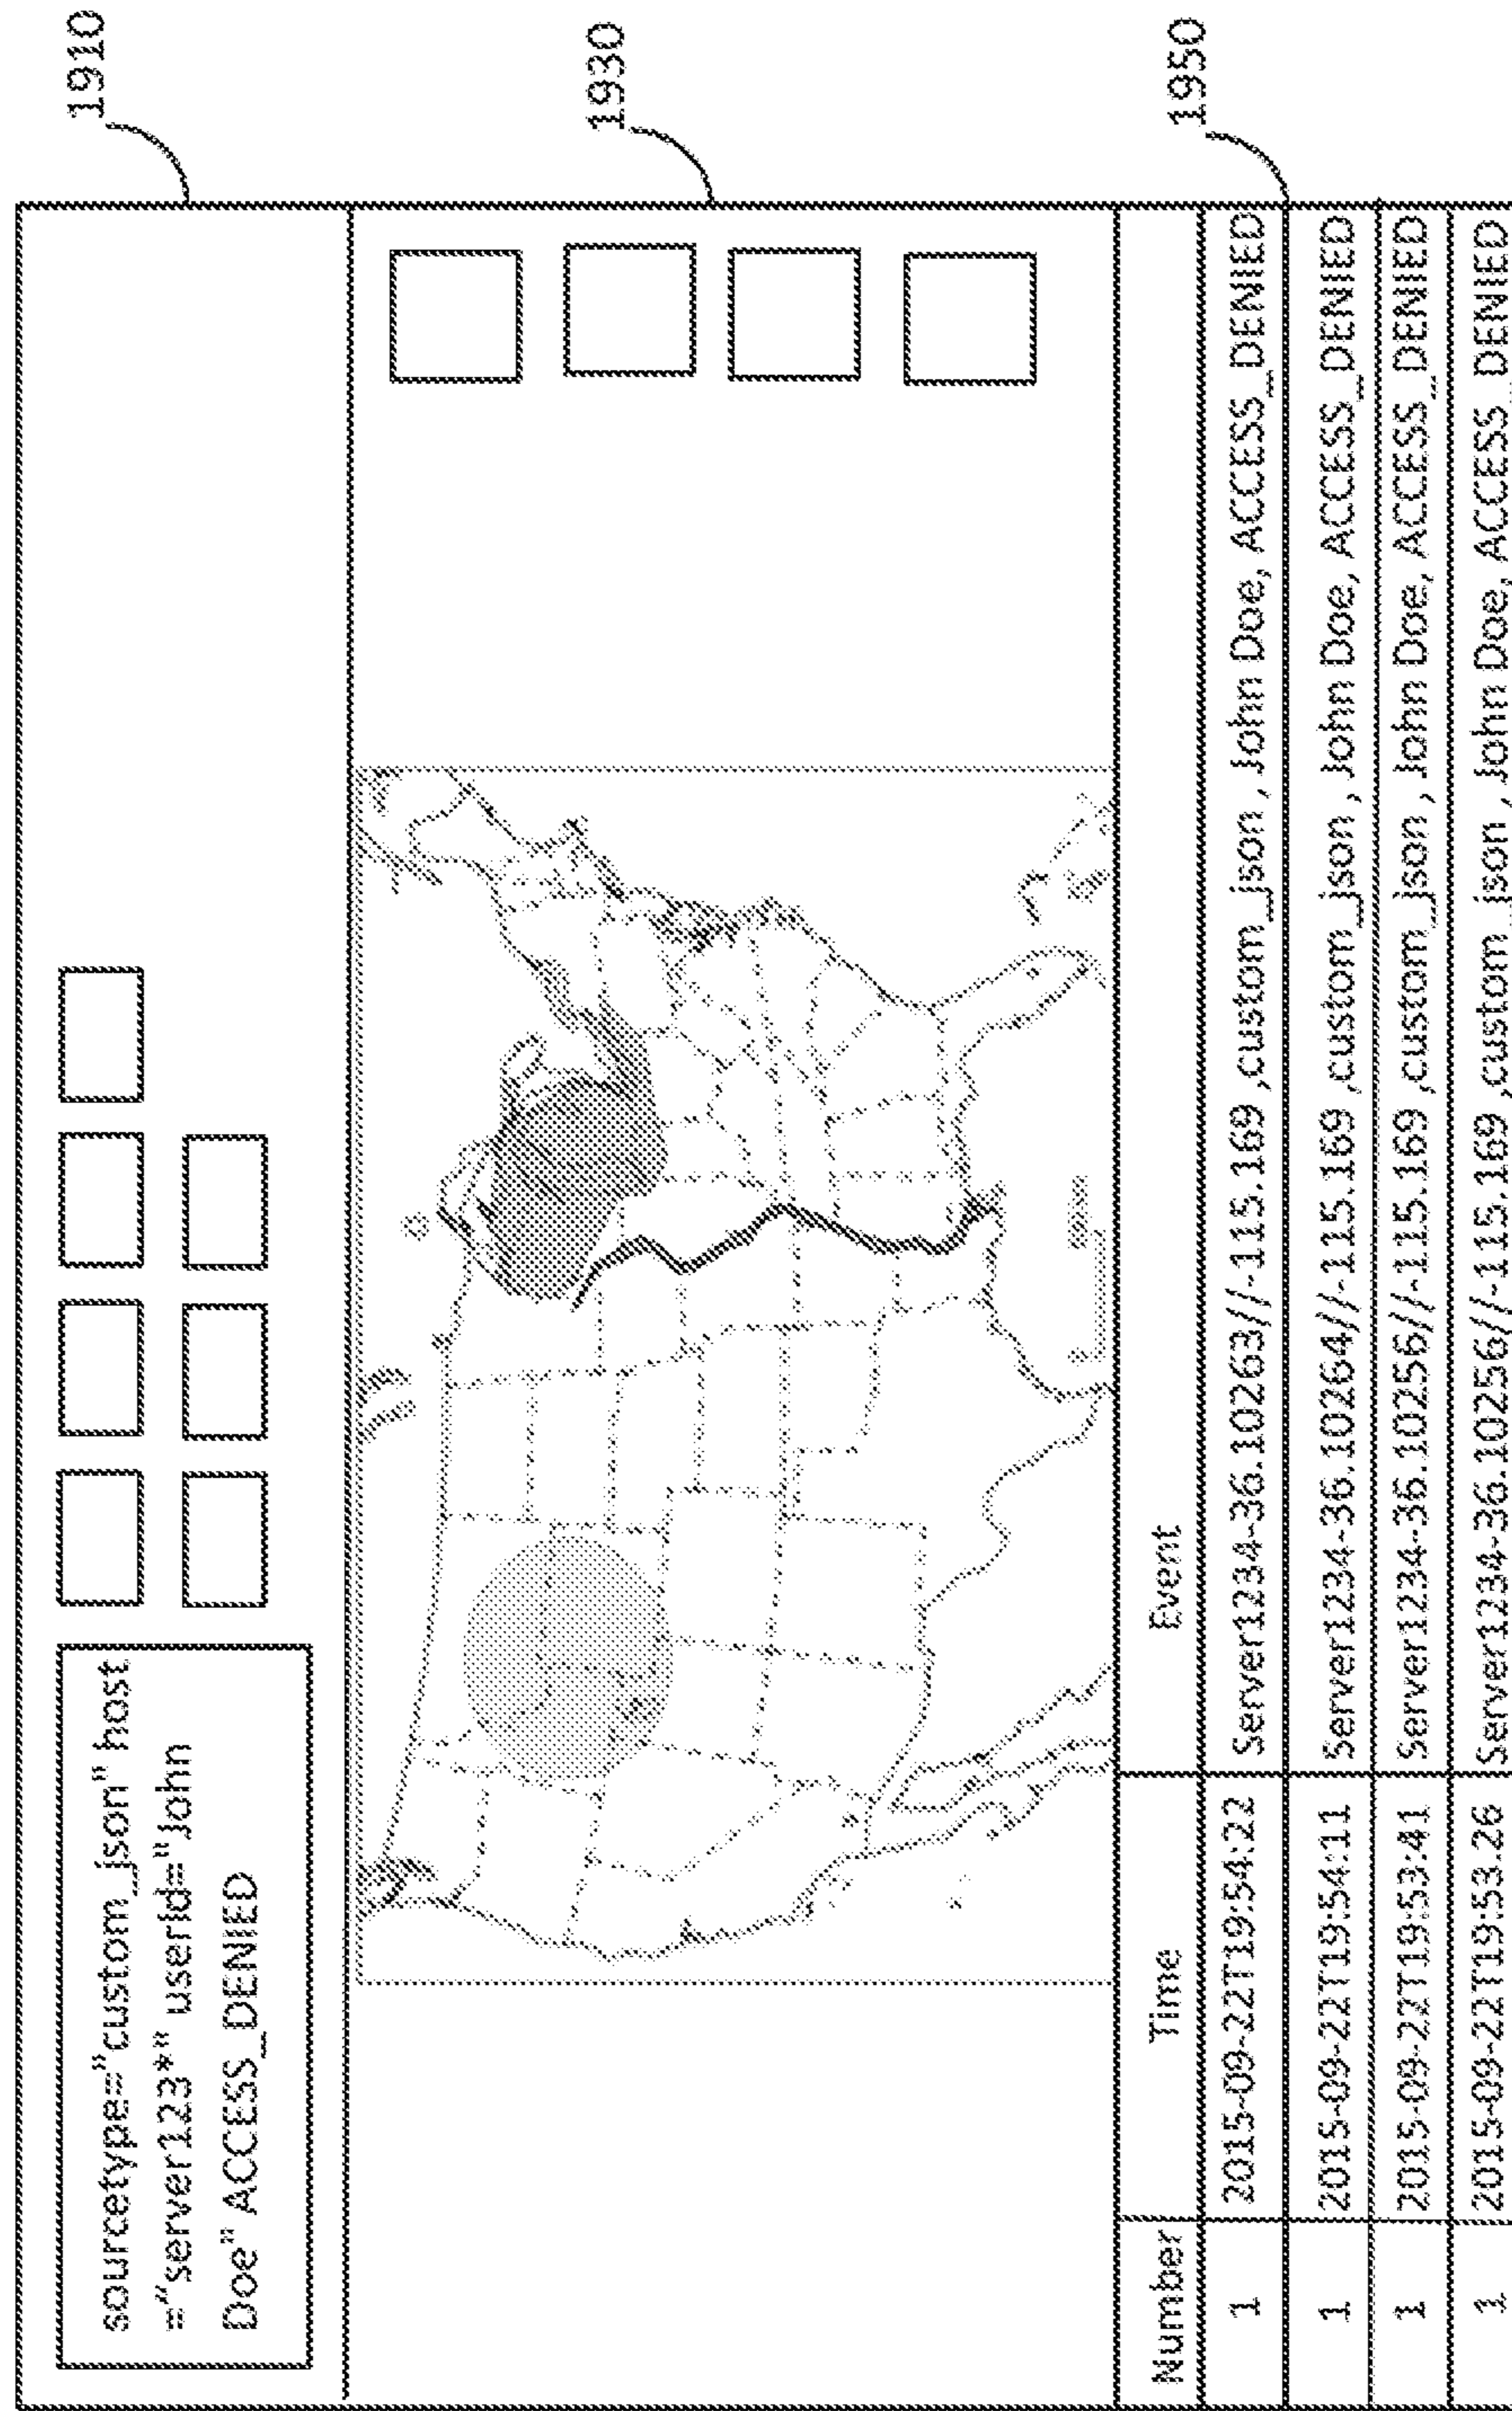 sourcetype="custom_json" host
="server123*" userid="John
Doe" ACCESS_DENIED
1910
1930
Number Time Event
1 2015-09-22T19:54:22 Server1234-36.10263//-115.169 ,custom_json , John Doe, ACCESS_DENIED
1950
1 2015-09-22T19:54:11 Server1234-36.10264//-115.169 ,custom_json , John Doe, ACCESS_DENIED
1 2015-09-22T19:53:41 Server1234-36.10256//-115.169 ,custom_json , John Doe, ACCESS_DENIED
1 2015-09-22T19:53:26 Server1234-36.10256//-115.169 ,custom_json , John Doe, ACCESS_DENIED